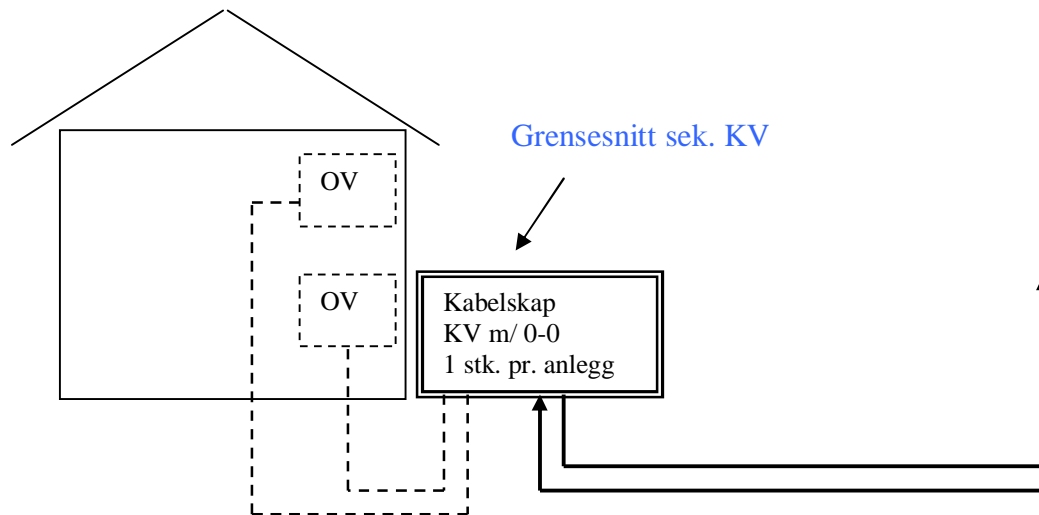 Grensesnitt sek. KV
OV
OV
Kabelskap
KV m/ 0-0
1 stk. pr. anlegg